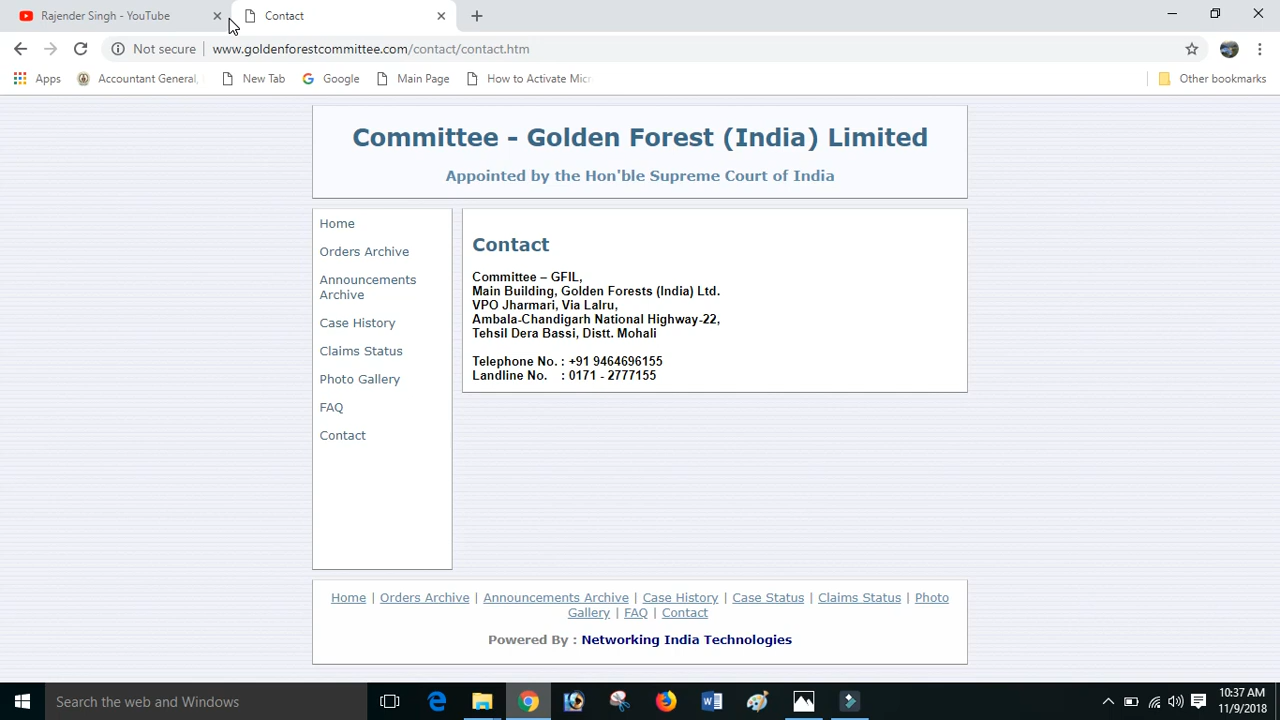 Rajender Singh - YouTube
Contact
Not secure
www.goldenforestcommittee.com/contact/contact.htm
Apps
Accountant General,
New Tab
Google
Main Page
How to Activate Micr
Other bookmarks
Committee - Golden Forest (India) Limited
Appointed by the Hon'ble Supreme Court of India
Home
Orders Archive
Announcements
Archive
Case History
Claims Status
Photo Gallery
FAQ
Contact
Contact
Committee – GFIL,
Main Building, Golden Forests (India) Ltd.
VPO Jharmari, Via Lalru,
Ambala-Chandigarh National Highway-22,
Tehsil Dera Bassi, Distt. Mohali
Telephone No. : +91 9464696155
Landline No. : 0171 - 2777155
Home | Orders Archive | Announcements Archive | Case History | Case Status | Claims Status | Photo
Gallery | FAQ | Contact
Powered By : Networking India Technologies
Search the web and Windows
10:37 AM
11/9/2018